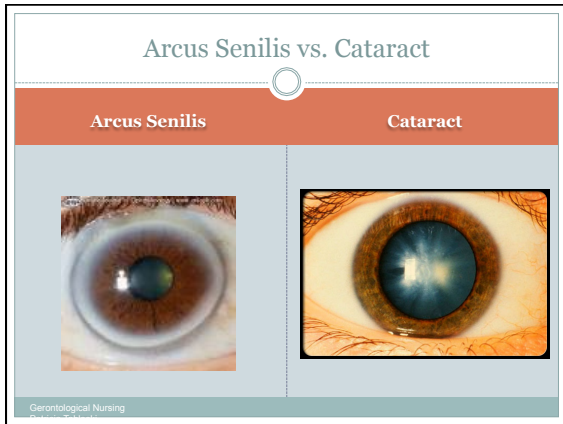 Arcus Senilis vs. Cataract
Arcus Senilis
Cataract
Gerontological Nursing